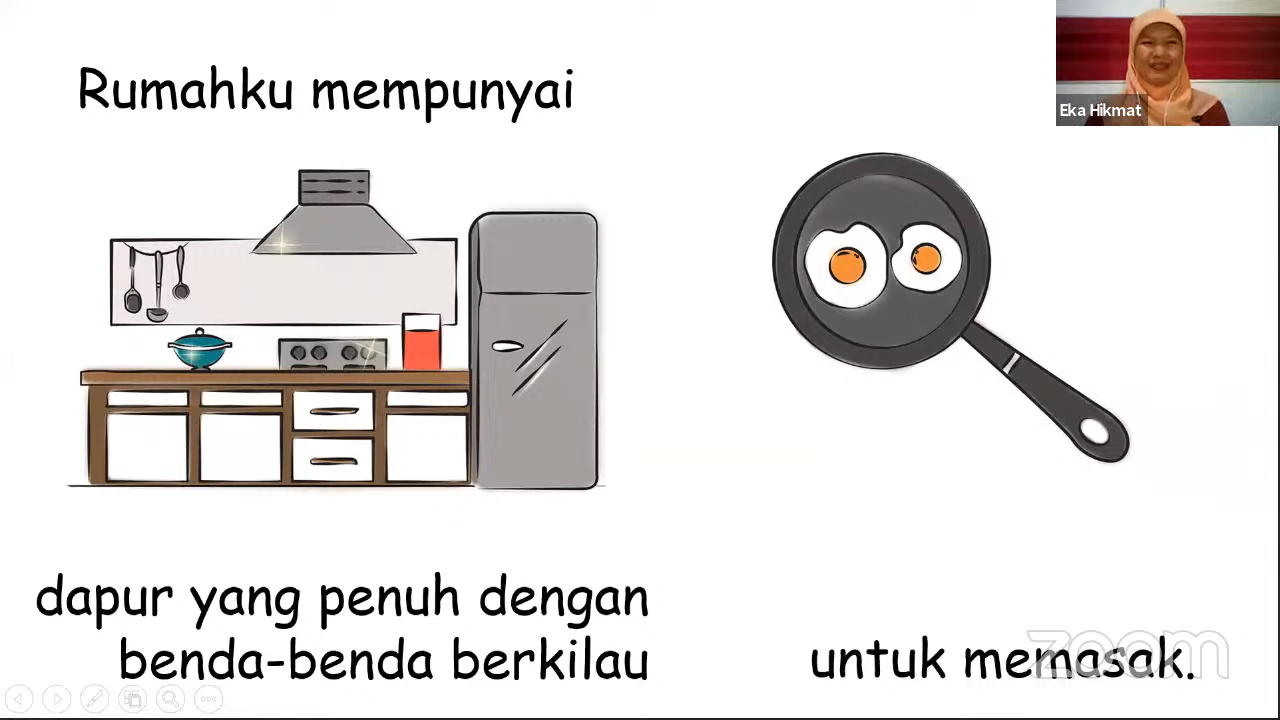 Rumahku mempunyai
Eka Hikmat
dapur yang penuh dengan
benda-benda berkilau
untuk memasak.
zoom